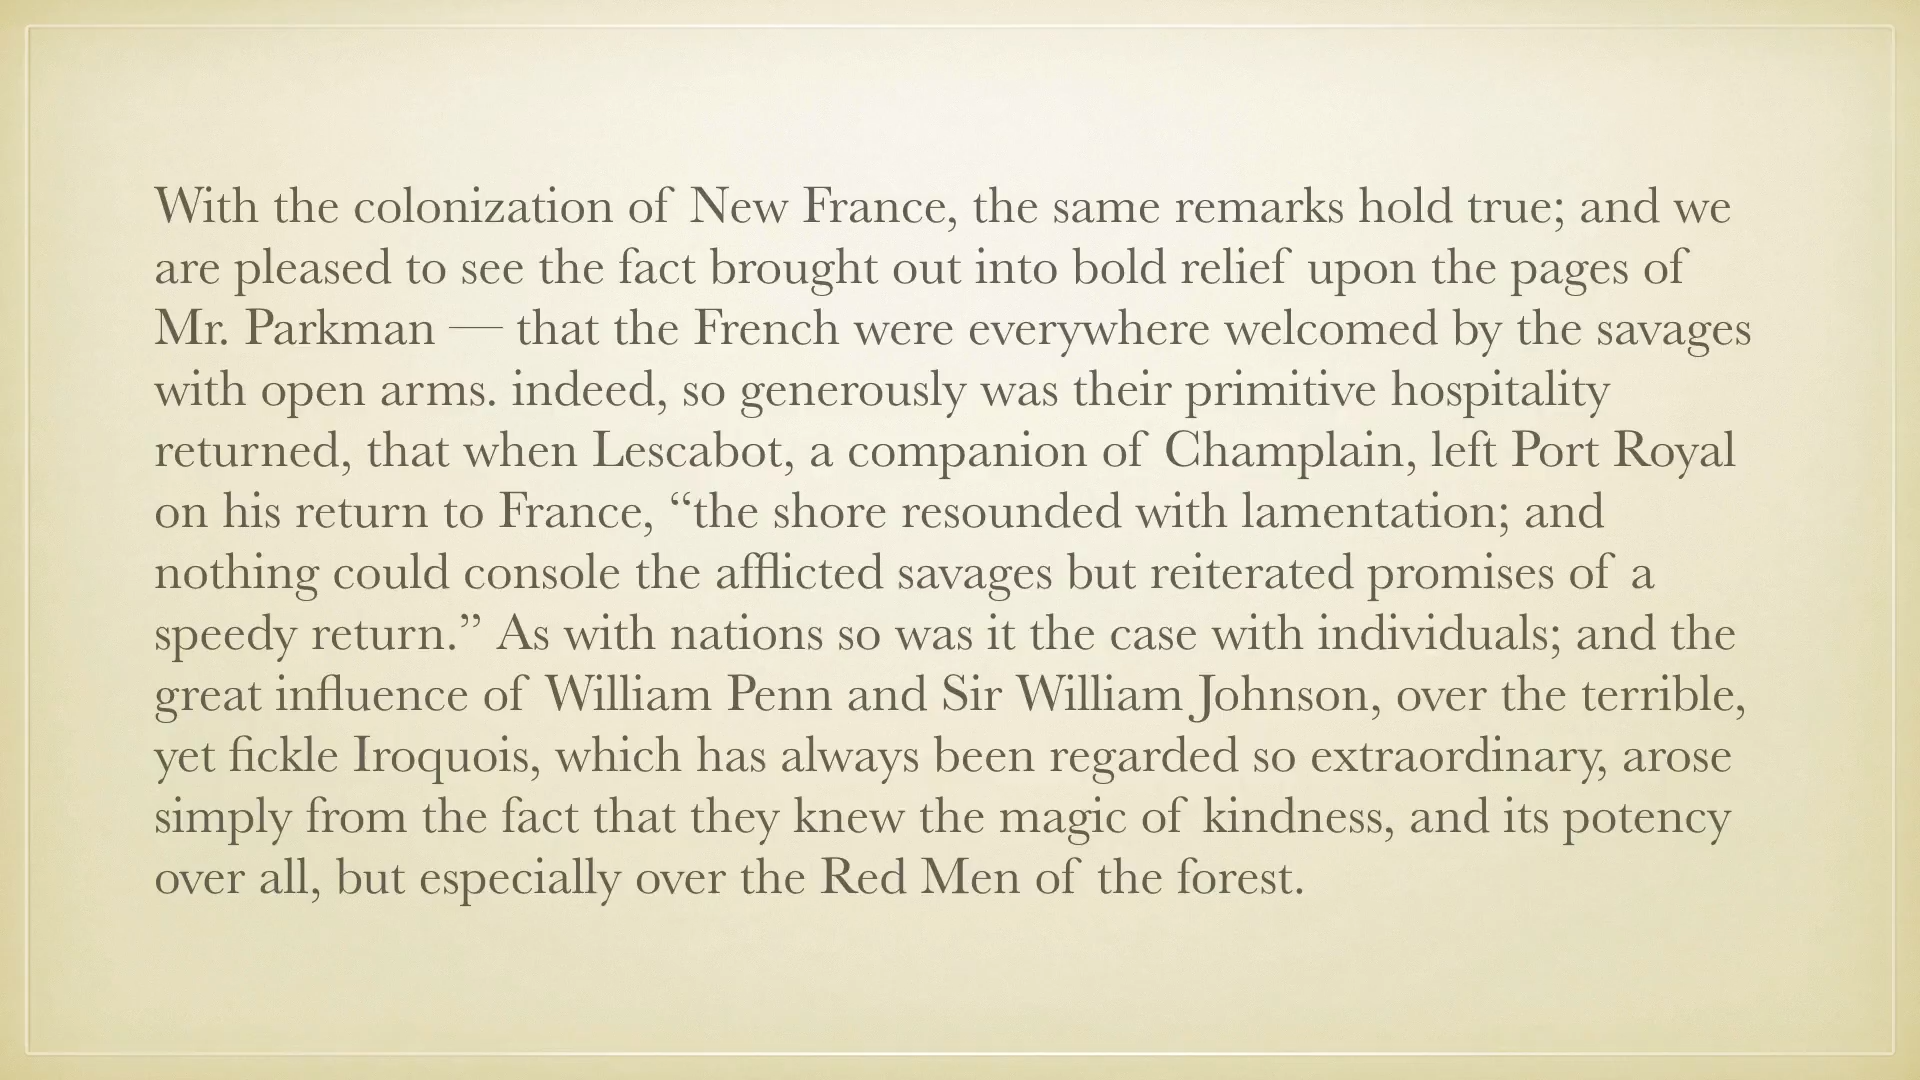 With the colonization of New France, the same remarks hold true; and we
are pleased to see the fact brought out into bold relief upon the pages of
Mr. Parkman — that the French were everywhere welcomed by the savages
with open arms. indeed, so generously was their primitive hospitality
returned, that when Lescabot, a companion of Champlain, left Port Royal
on his return to France, “the shore resounded with lamentation; and
nothing could console the afflicted savages but reiterated promises of a
speedy return.” As with nations so was it the case with individuals; and the
great influence of William Penn and Sir William Johnson, over the terrible,
yet fickle Iroquois, which has always been regarded so extraordinary, arose
simply from the fact that they knew the magic of kindness, and its potency
over all, but especially over the Red Men of the forest.